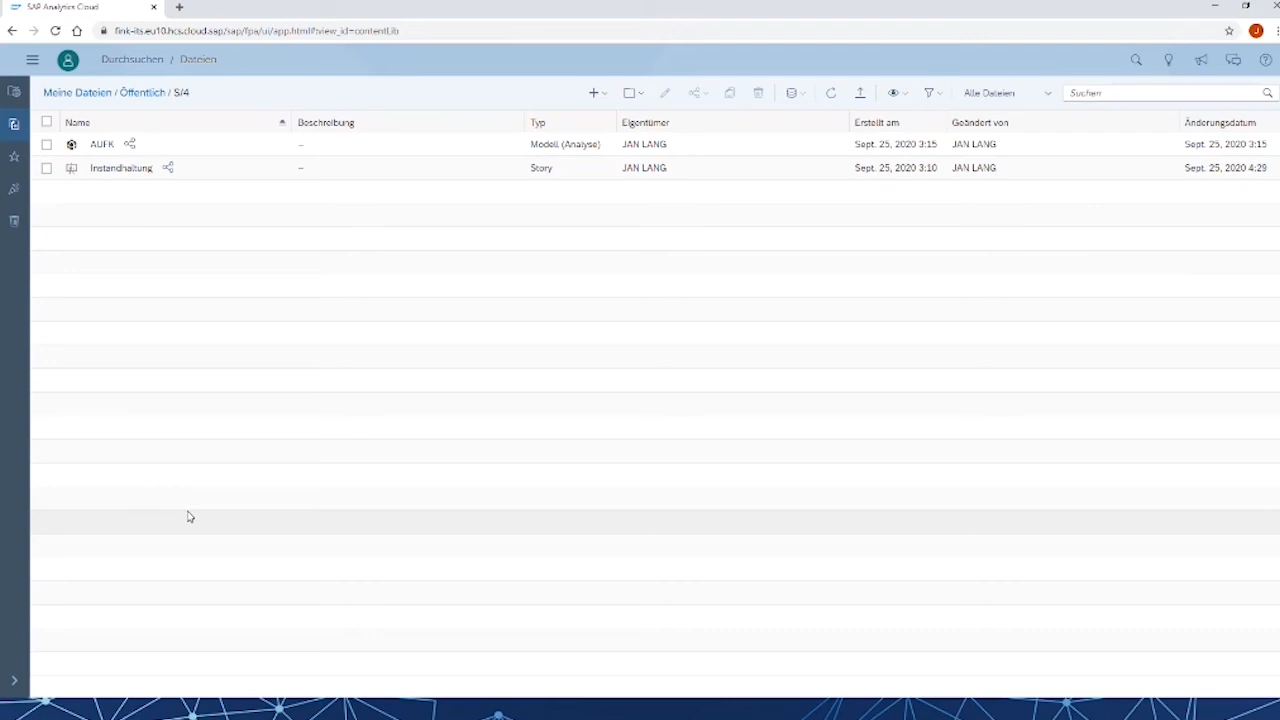 SAP Analytics Cloud
fink-its.eu10.hcs.cloud.sap/sap/fpa/ui/app.html#view_id=contentLib
J
Durchsuchen / Dateien
Meine Dateien / Öffentlich / S/4
Alle Dateien
Suchen
Name Beschreibung Typ Eigentümer Erstellt am Geändert von Änderungsdatum
AUFK – Modell (Analyse) JAN LANG Sept. 25, 2020 3:15 JAN LANG Sept. 25, 2020 3:15
Instandhaltung – Story JAN LANG Sept. 25, 2020 3:10 JAN LANG Sept. 25, 2020 4:29